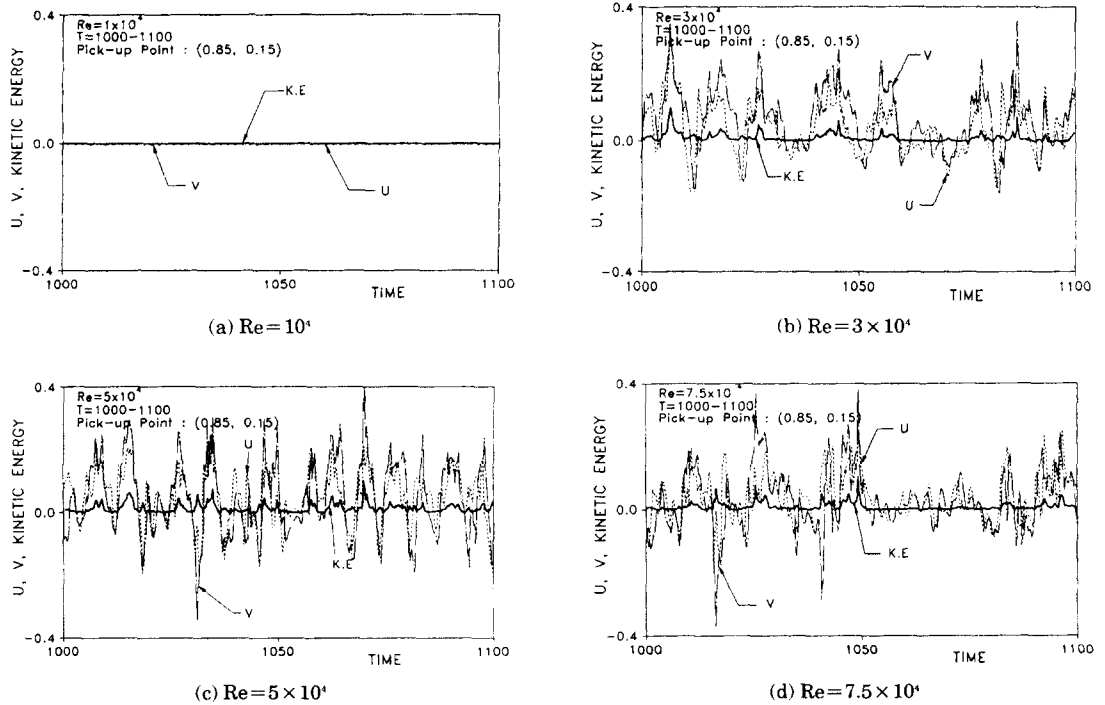 U, V, KINETIC ENERGY
0.4
0.0
−0.4
Re=1x10⁴
T=1000−1100
Pick-up Point : (0.85, 0.15)
K.E
V
U
1000
1050
1100
TIME
(a) Re=10⁴
U, V, KINETIC ENERGY
0.4
0.0
−0.4
Re=3x10⁴
T=1000−1100
Pick-up Point : (0.85, 0.15)
V
K.E
U
1000
1050
1100
TIME
(b) Re=3×10⁴
U, V, KINETIC ENERGY
0.4
0.0
−0.4
Re=5x10⁴
T=1000−1100
Pick-up Point : (0.85, 0.15)
U
K.E
V
1000
1050
1100
TIME
(c) Re=5×10⁴
U, V, KINETIC ENERGY
0.4
0.0
−0.4
Re=7.5x10⁴
T=1000−1100
Pick-up Point : (0.85, 0.15)
U
K.E
V
1000
1050
1100
TIME
(d) Re=7.5×10⁴